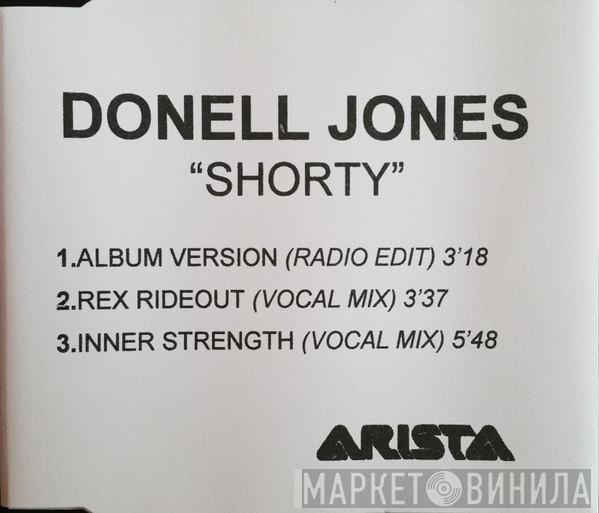 DONELL JONES
“SHORTY”
1.ALBUM VERSION (RADIO EDIT) 3’18
2.REX RIDEOUT (VOCAL MIX) 3’37
3.INNER STRENGTH (VOCAL MIX) 5’48
ARISTA
МАРКЕТ ВИНИЛА